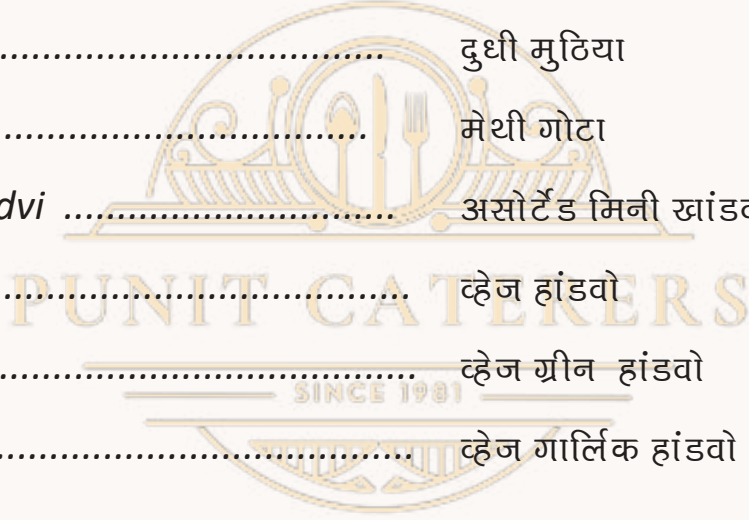 ................................... दुधी मुठिया
................................. मेथी गोटा
dvi .............................. असोर्टेड मिनी खांडव
..................................... व्हेज हांडवो
...................................... व्हेज ग्रीन हांडवो
...................................... व्हेज गार्लिक हांडवो
PUNIT CATERERS
SINCE 1981